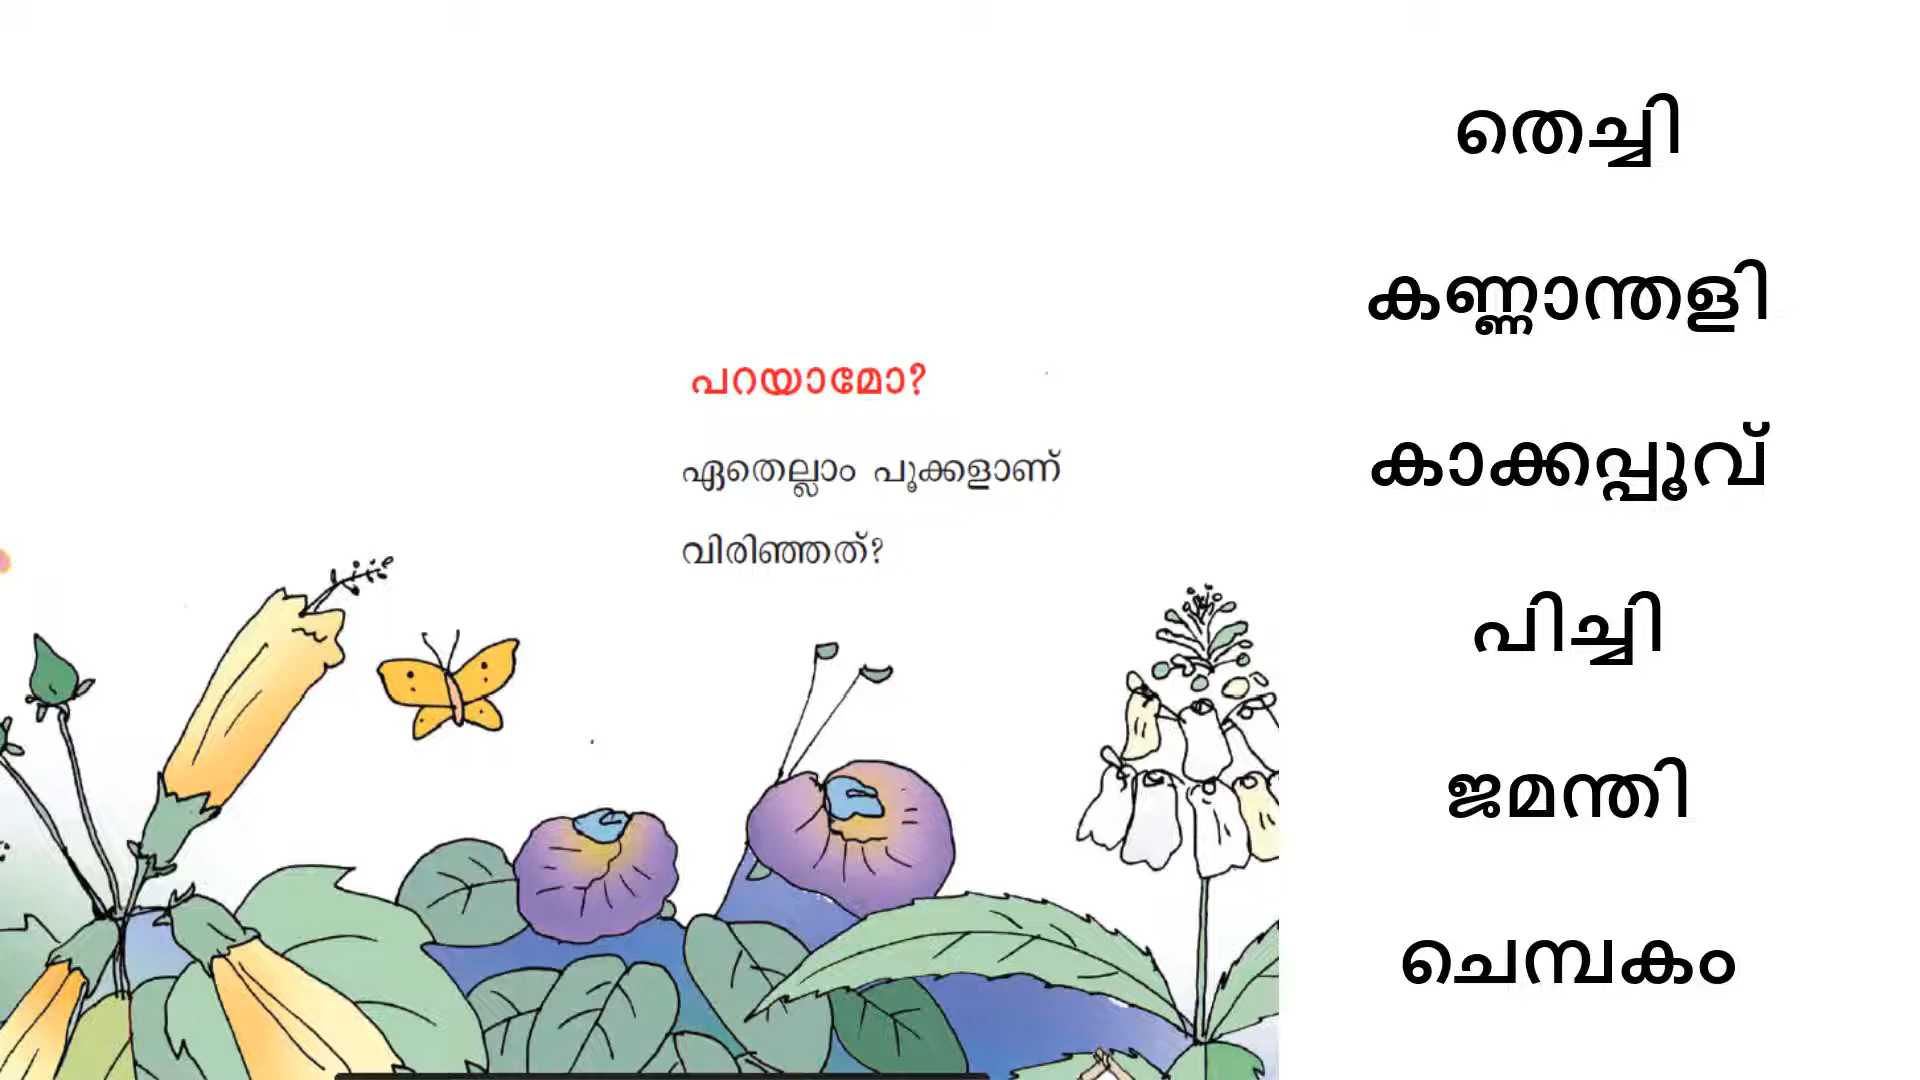 പറയാമോ?
ഏതെല്ലാം പൂക്കളാണ്
വിരിഞ്ഞത്?
തെച്ചി
കണ്ണാന്തളി
കാക്കപ്പൂവ്
പിച്ചി
ജമന്തി
ചെമ്പകം